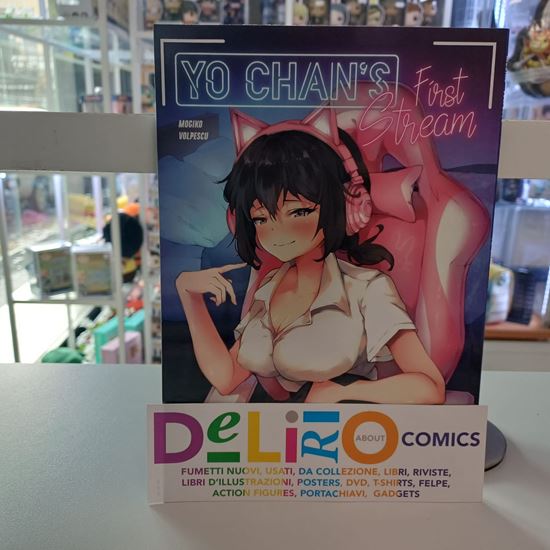 YO CHAN'S
First
Stream
MOGIKO
VOLPESCU
DeLiRiO ABOUT COMICS
FUMETTI NUOVI, USATI, DA COLLEZIONE, LIBRI, RIVISTE,
LIBRI D'ILLUSTRAZIONI, POSTERS, DVD, T-SHIRTS, FELPE,
ACTION FIGURES, PORTACHIAVI, GADGETS